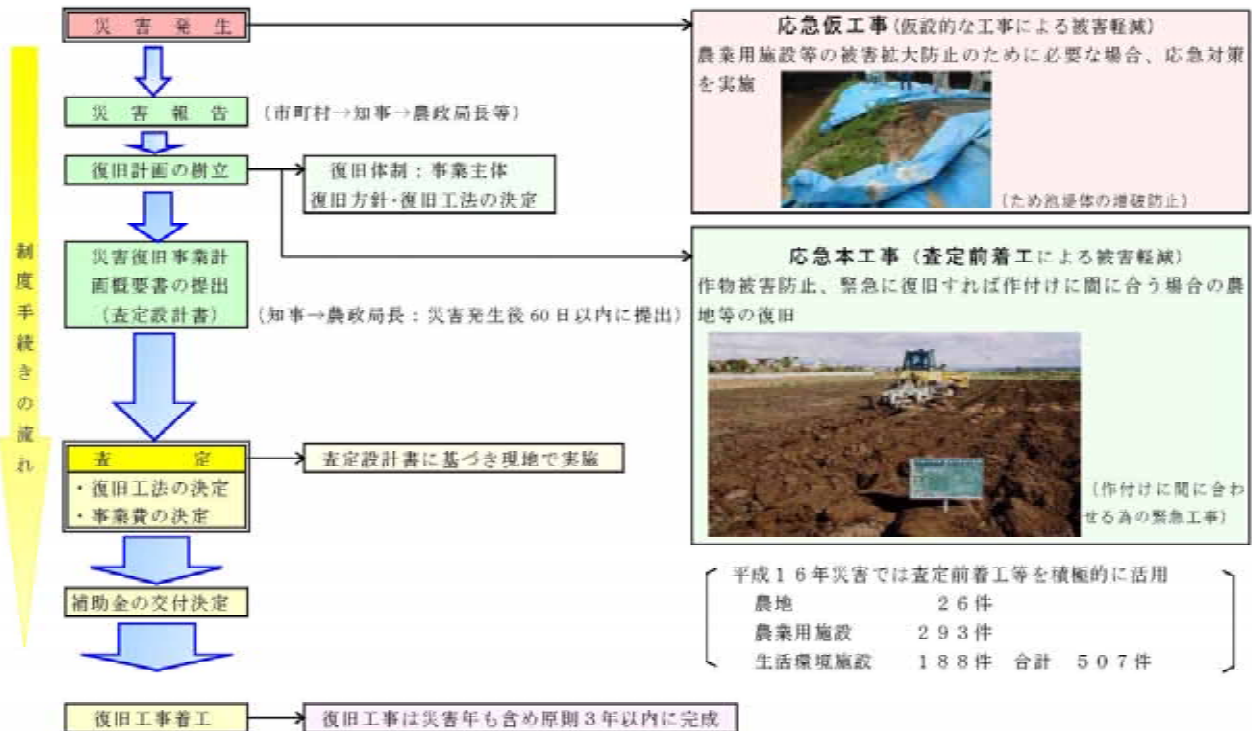 災害発生
応急仮工事(仮設的な工事による被害軽減)
農業用施設等の被害拡大防止のために必要な場合、応急対策
を実施
(ため池堤体の増破防止)
災害報告
(市町村→知事→農政局長等)
復旧計画の樹立
復旧体制:事業主体
復旧方針・復旧工法の決定
応急本工事(査定前着工による被害軽減)
作物被害防止、緊急に復旧すれば作付けに間に合う場合の農
地等の復旧
(作付けに間に合わ
せる為の緊急工事)
災害復旧事業計
画概要書の提出
(査定設計書)
(知事→農政局長:災害発生後60日以内に提出)
制度手続きの流れ
査定
・復旧工法の決定
・事業費の決定
査定設計書に基づき現地で実施
補助金の交付決定
平成16年災害では査定前着工等を積極的に活用
農地 26件
農業用施設 293件
生活環境施設 188件 合計 507件
復旧工事着工
復旧工事は災害年も含め原則3年以内に完成